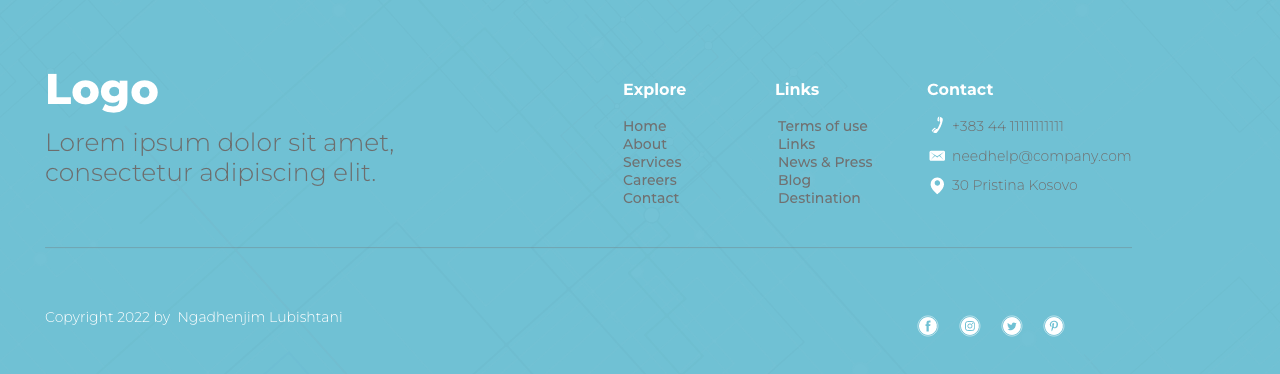 Logo
Lorem ipsum dolor sit amet,
consectetur adipiscing elit.
Explore
Home
About
Services
Careers
Contact
Links
Terms of use
Links
News & Press
Blog
Destination
Contact
+383 44 11111111111
needhelp@company.com
30 Pristina Kosovo
Copyright 2022 by  Ngadhenjim Lubishtani